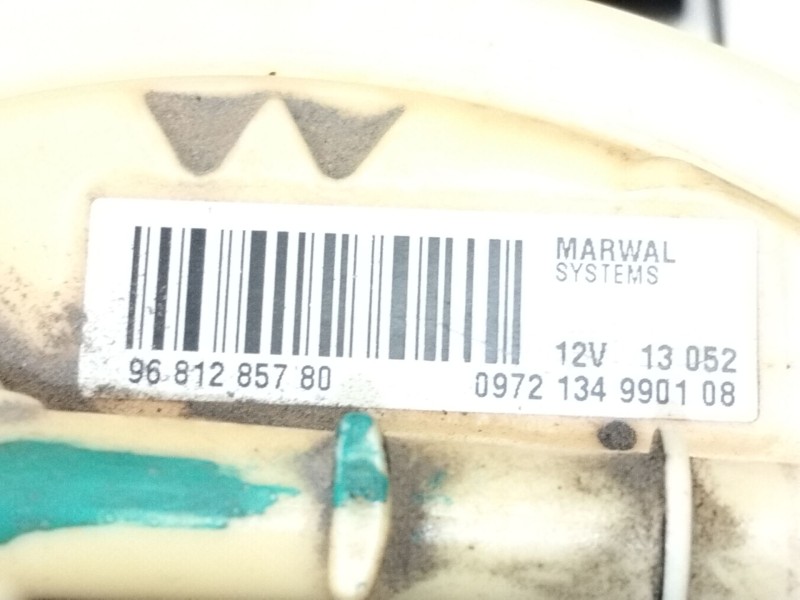 MARWAL
SYSTEMS
12V 13 052
96 812 857 80
0972 134 9901 08